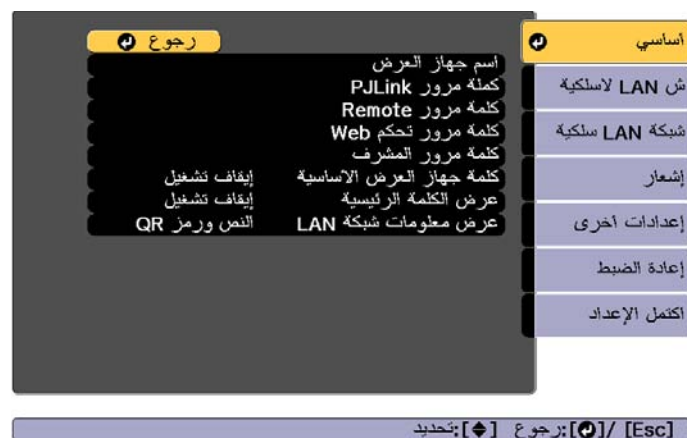 اساسي
ش LAN لاسلكية
شبكة LAN سلكية
إشعار
إعدادات أخرى
إعادة الضبط
اكتمل الإعداد
رجوع
اسم جهاز العرض
كملة مرور PJLink
كلمة مرور Remote
كلمة مرور تحكم Web
كلمة مرور المشرف
كلمة جهاز العرض الاساسية إيقاف تشغيل
عرض الكلمة الرئيسية إيقاف تشغيل
عرض معلومات شبكة LAN النص ورمز QR
[Esc] /[]:رجوع []:تحديد